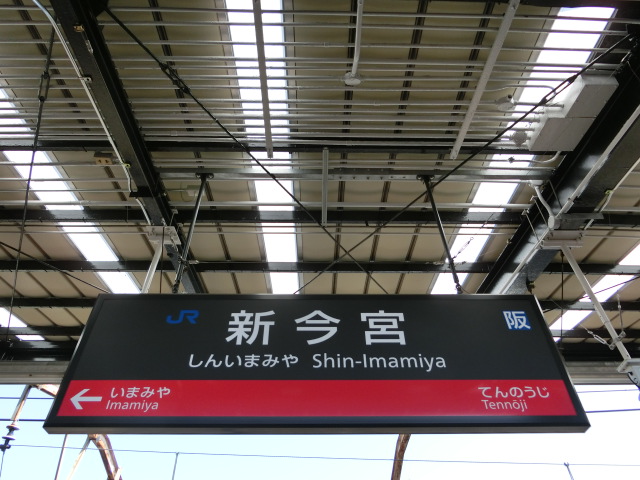 JR 新今宮 阪
しんいまみや Shin-Imamiya
← いまみや てんのうじ
Imamiya Tennōji